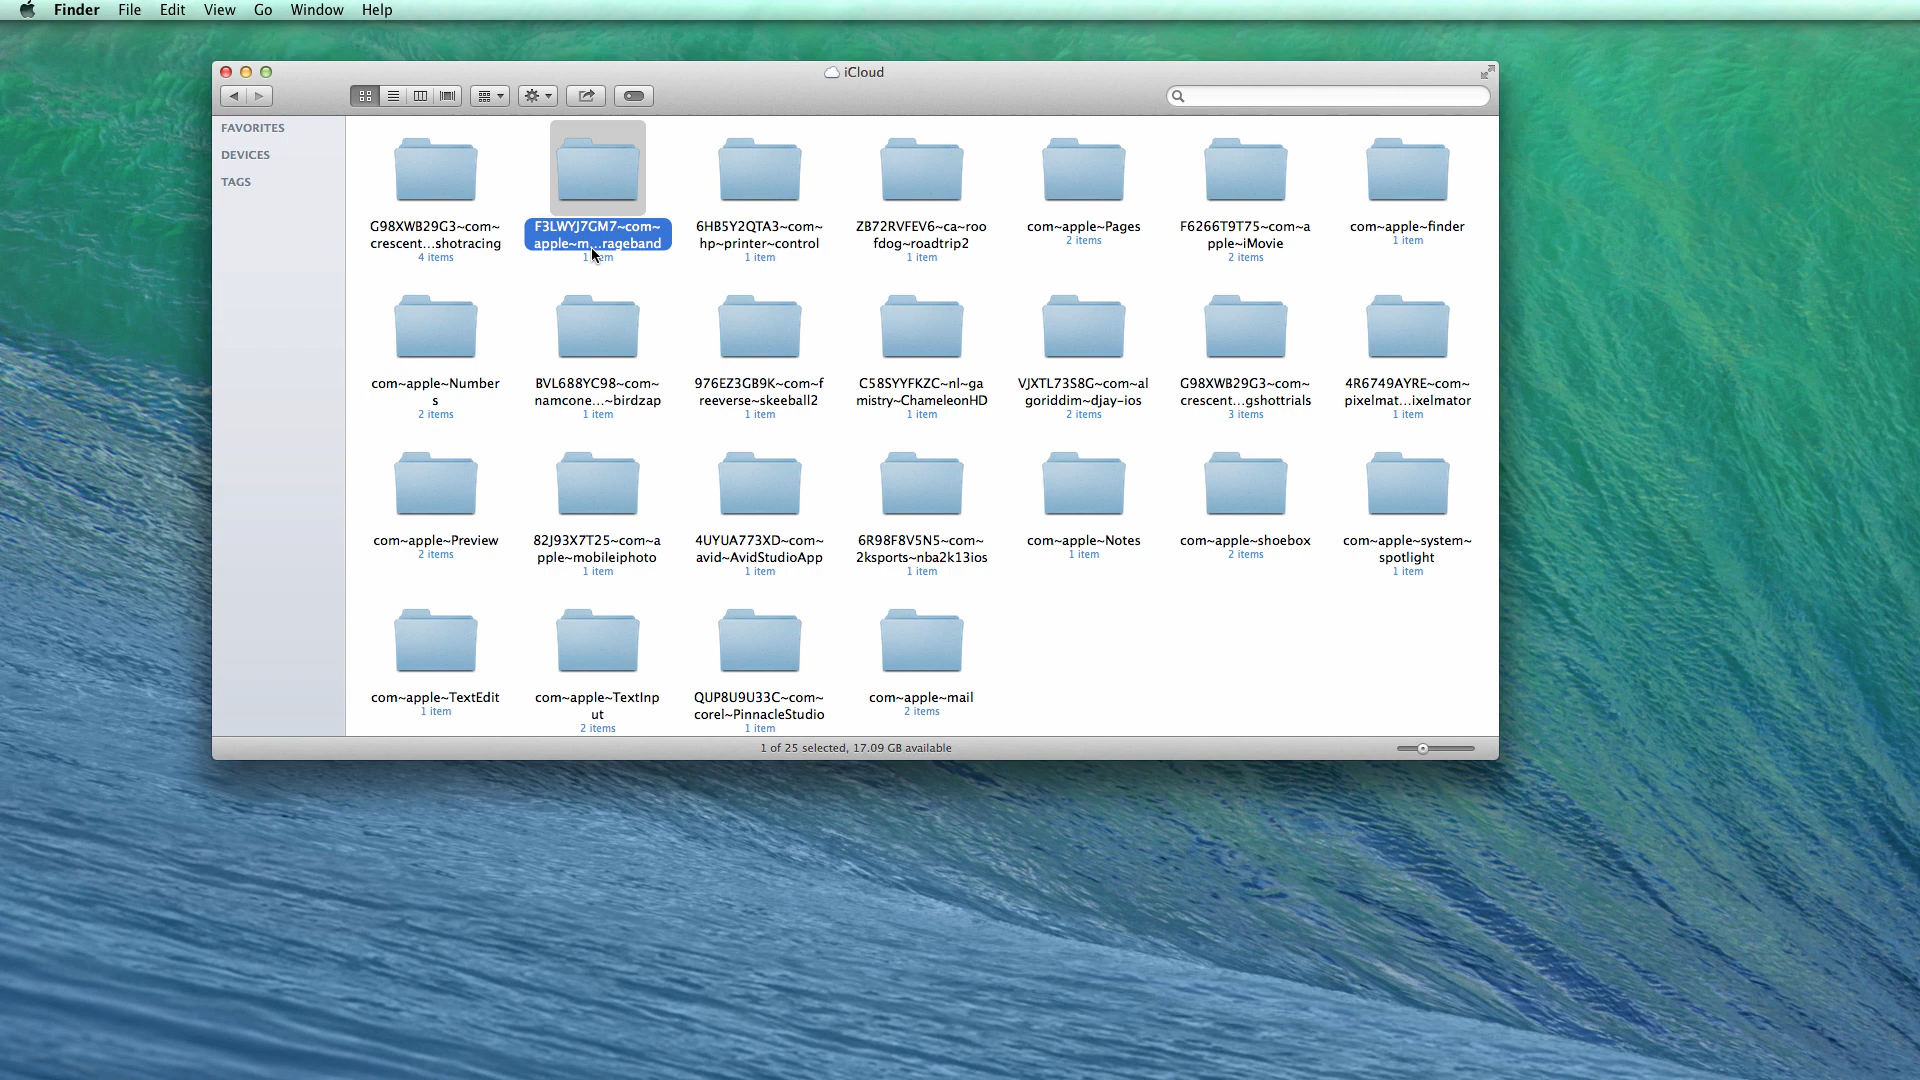 Finder File Edit View Go Window Help
iCloud
FAVORITES
DEVICES
TAGS
G98XWB29G3~com~
crescent...shotracing
4 items
F3LWYJ7GM7~com~
apple~m...rageband
6HB5Y2QTA3~com~
hp~printer~control
1 item
ZB72RVFEV6~ca~roo
fdog~roadtrip2
1 item
com~apple~Pages
2 items
F6266T9T75~com~a
pple~iMovie
2 items
com~apple~finder
1 item
com~apple~Number
s
2 items
BVL688YC98~com~
namcone...~birdzap
1 item
976EZ3GB9K~com~f
reeverse~skeeball2
1 item
C58SYYFKZC~nl~ga
mistry~ChameleonHD
1 item
VJXTL73S8G~com~al
goriddim~djay-ios
2 items
G98XWB29G3~com~
crescent...gshottrials
3 items
4R6749AYRE~com~
pixelmat...ixelmator
1 item
com~apple~Preview
2 items
82J93X7T25~com~a
pple~mobileiphoto
1 item
4UYUA773XD~com~
avid~AvidStudioApp
1 item
6R98F8V5N5~com~
2ksports~nba2k13ios
1 item
com~apple~Notes
1 item
com~apple~shoebox
2 items
com~apple~system~
spotlight
1 item
com~apple~TextEdit
1 item
com~apple~TextInp
ut
2 items
QUP8U9U33C~com~
corel~PinnacleStudio
1 item
com~apple~mail
2 items
1 of 25 selected, 17.09 GB available